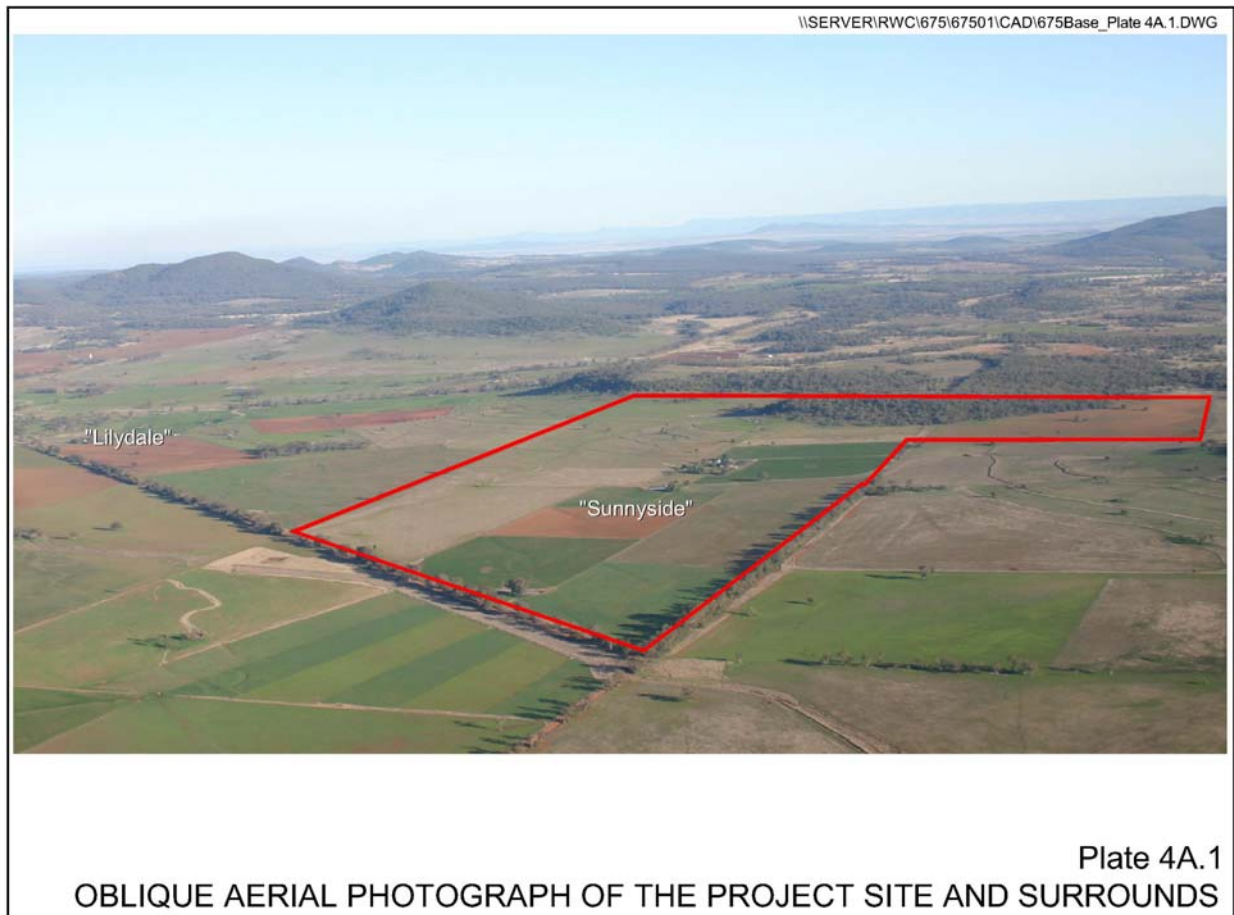 \\SERVER\RWC\675\67501\CAD\675Base_Plate 4A.1.DWG
"Lilydale"
"Sunnyside"
Plate 4A.1
OBLIQUE AERIAL PHOTOGRAPH OF THE PROJECT SITE AND SURROUNDS